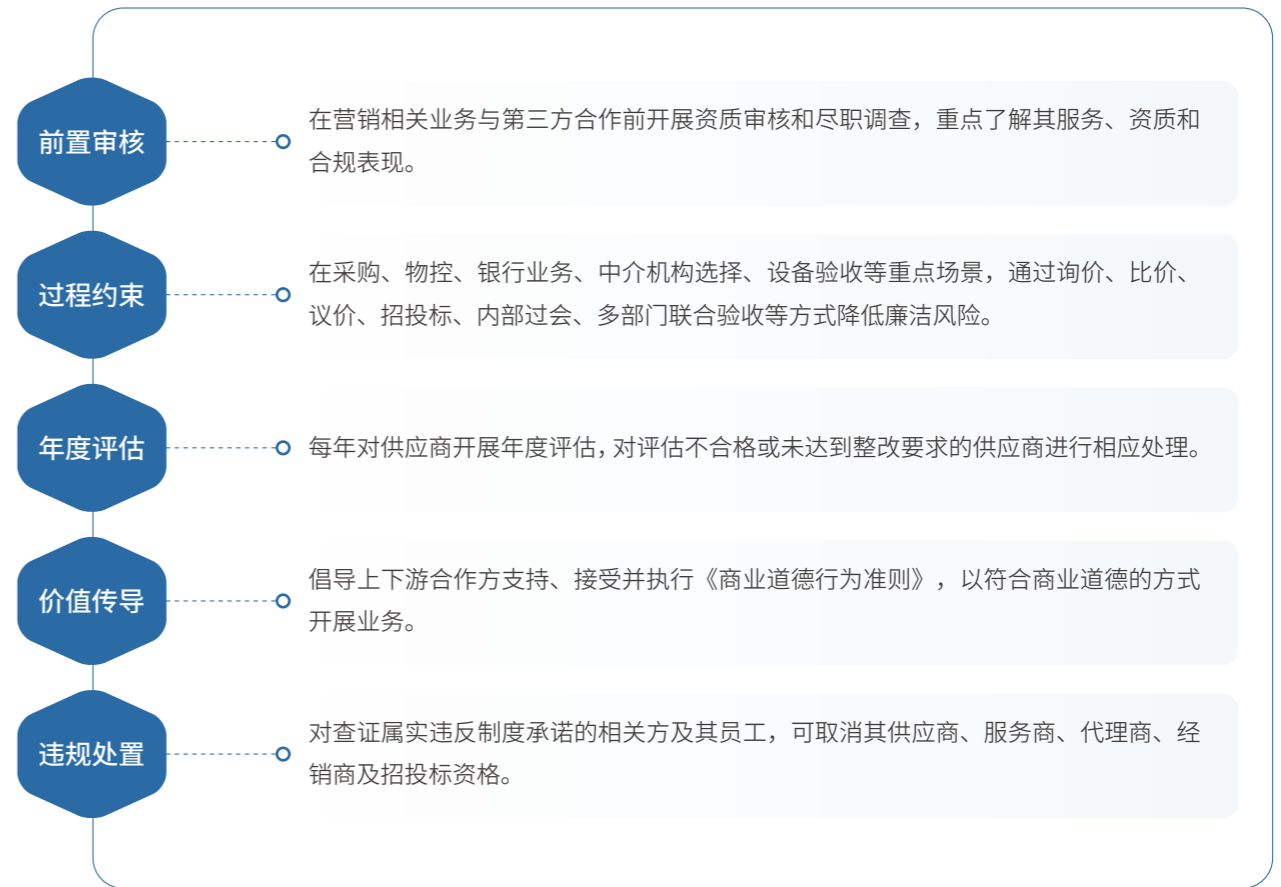 前置审核
在营销相关业务与第三方合作前开展资质审核和尽职调查，重点了解其服务、资质和
合规表现。
过程约束
在采购、物控、银行业务、中介机构选择、设备验收等重点场景，通过询价、比价、
议价、招投标、内部过会、多部门联合验收等方式降低廉洁风险。
年度评估
每年对供应商开展年度评估，对评估不合格或未达到整改要求的供应商进行相应处理。
价值传导
倡导上下游合作方支持、接受并执行《商业道德行为准则》，以符合商业道德的方式
开展业务。
违规处置
对查证属实违反制度承诺的相关方及其员工，可取消其供应商、服务商、代理商、经
销商及招投标资格。